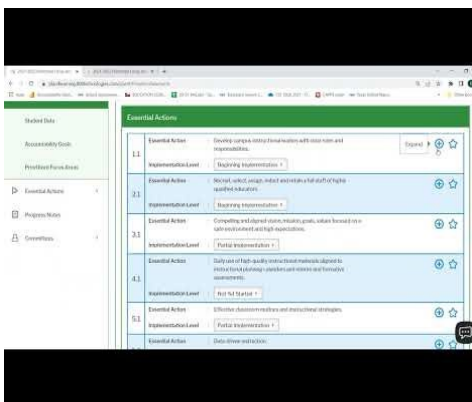 Student Data
Accountability Goals
Prioritized Focus Areas
Essential Actions
Progress Notes
Committees
Essential Actions
1.1
Essential Action
Develop campus instructional leaders with clear roles and
responsibilities.
Expand
Implementation Level
Beginning Implementation
2.1
Essential Action
Recruit, select, assign, induct and retain a full staff of highly
qualified educators.
Implementation Level
Beginning Implementation
3.1
Essential Action
Compelling and aligned vision, mission, goals, values focused on a
safe environment and high expectations.
Implementation Level
Partial Implementation
4.1
Essential Action
Daily use of high-quality instructional materials aligned to
instructional planning calendars and interim and formative
assessments.
Implementation Level
Not Yet Started
5.1
Essential Action
Effective classroom routines and instructional strategies.
Implementation Level
Partial Implementation
Essential Action
Data-driven instruction.